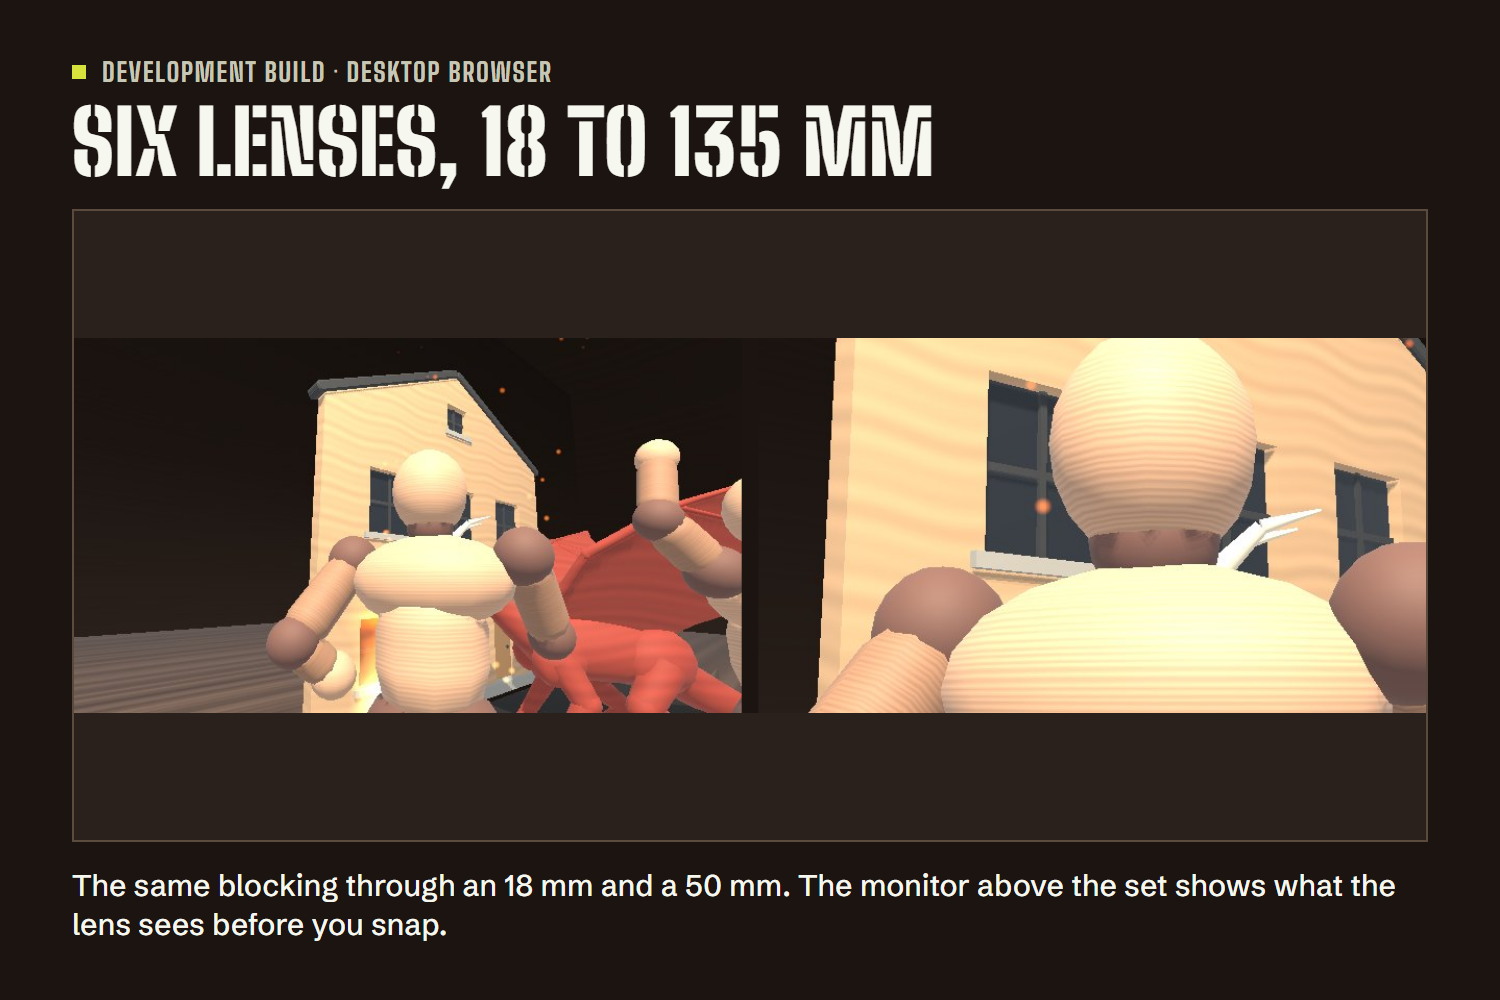 DEVELOPMENT BUILD · DESKTOP BROWSER
SIX LENSES, 18 TO 135 MM
The same blocking through an 18 mm and a 50 mm. The monitor above the set shows what the
lens sees before you snap.